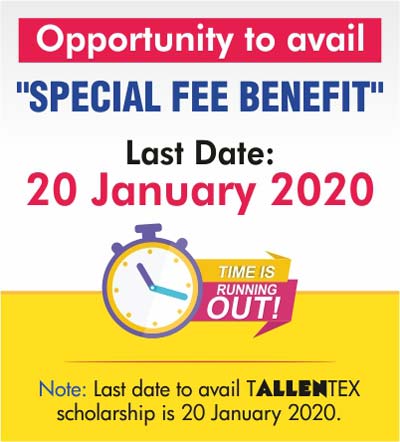 Opportunity to avail
"SPECIAL FEE BENEFIT"
Last Date:
20 January 2020
TIME IS
RUNNING
OUT!
Note: Last date to avail TALLENTEX
scholarship is 20 January 2020.